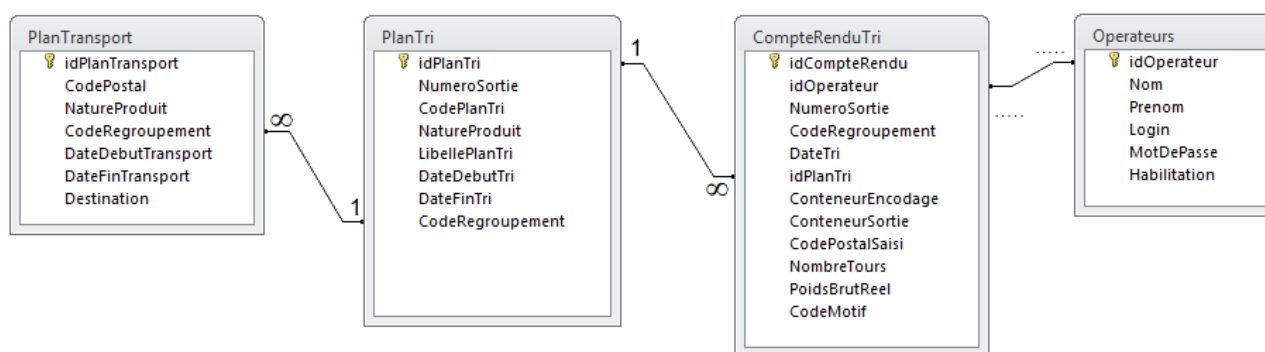 PlanTransport
idPlanTransport
CodePostal
NatureProduit
CodeRegroupement
DateDebutTransport
DateFinTransport
Destination
∞
1
PlanTri
idPlanTri
NumeroSortie
CodePlanTri
NatureProduit
LibellePlanTri
DateDebutTri
DateFinTri
CodeRegroupement
1
∞
CompteRenduTri
idCompteRendu
idOperateur
NumeroSortie
CodeRegroupement
DateTri
idPlanTri
ConteneurEncodage
ConteneurSortie
CodePostalSaisi
NombreTours
PoidsBrutReel
CodeMotif
.....
.....
Operateurs
idOperateur
Nom
Prenom
Login
MotDePasse
Habilitation